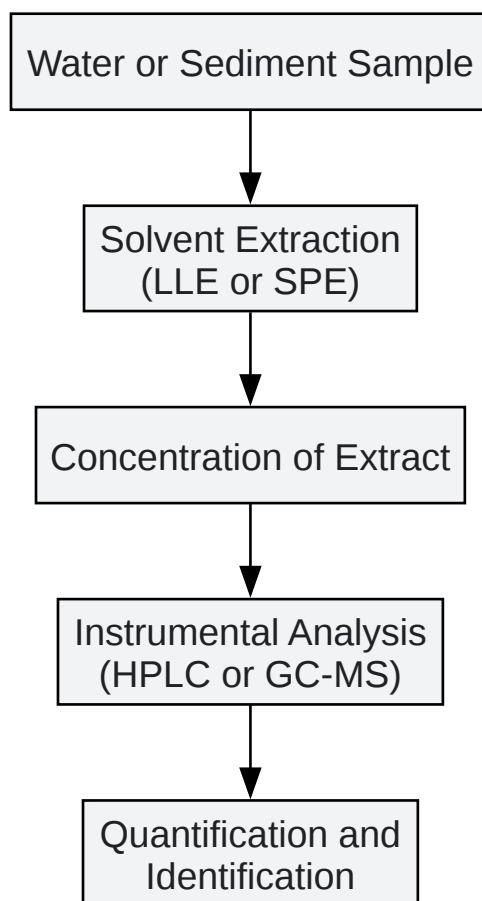 Water or Sediment Sample
Solvent Extraction
(LLE or SPE)
Concentration of Extract
Instrumental Analysis
(HPLC or GC-MS)
Quantification and
Identification